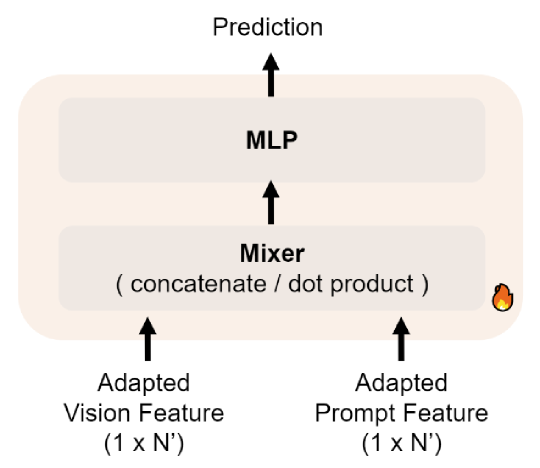 Prediction
MLP
Mixer
( concatenate / dot product )
Adapted
Vision Feature
(1 x N’)
Adapted
Prompt Feature
(1 x N’)